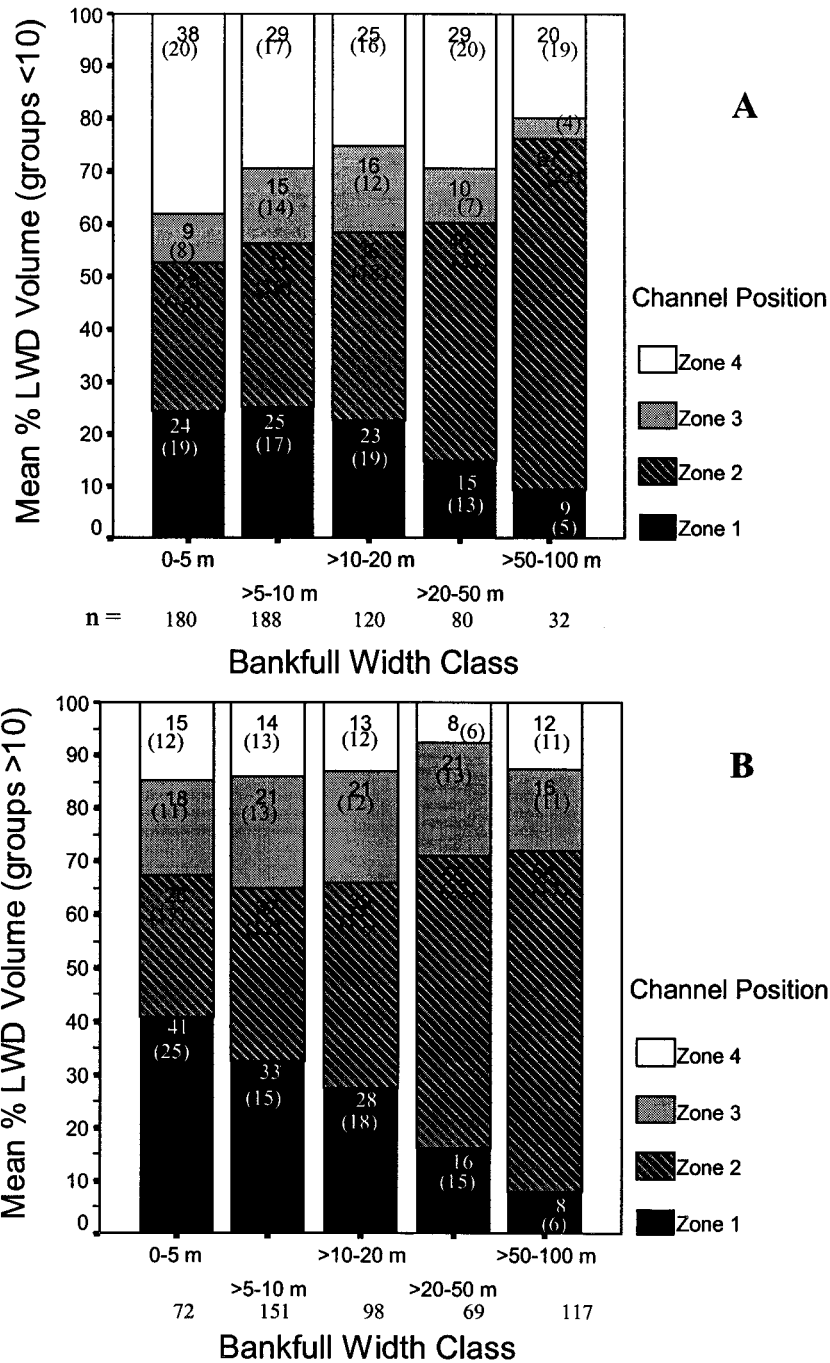 Mean % LWD Volume (groups <10)
100
90
80
70
60
50
40
30
20
10
0
38
(20)
29
(17)
25
(16)
29
(20)
20
(19)
9
(8)
15
(14)
16
(12)
10
(7)
(4)
24
(19)
25
(17)
23
(19)
15
(13)
9
(5)
A
Channel Position
Zone 4
Zone 3
Zone 2
Zone 1
0-5 m
>5-10 m
>10-20 m
>20-50 m
>50-100 m
n = 180 188 120 80 32
Bankfull Width Class
Mean % LWD Volume (groups >10)
100
90
80
70
60
50
40
30
20
10
0
15
(12)
14
(13)
13
(12)
8 (6)
12
(11)
18
(11)
21
(13)
21
(12)
21
(13)
16
(11)
41
(25)
33
(15)
28
(18)
16
(15)
8
(6)
B
Channel Position
Zone 4
Zone 3
Zone 2
Zone 1
0-5 m
>5-10 m
>10-20 m
>20-50 m
>50-100 m
72 151 98 69 117
Bankfull Width Class